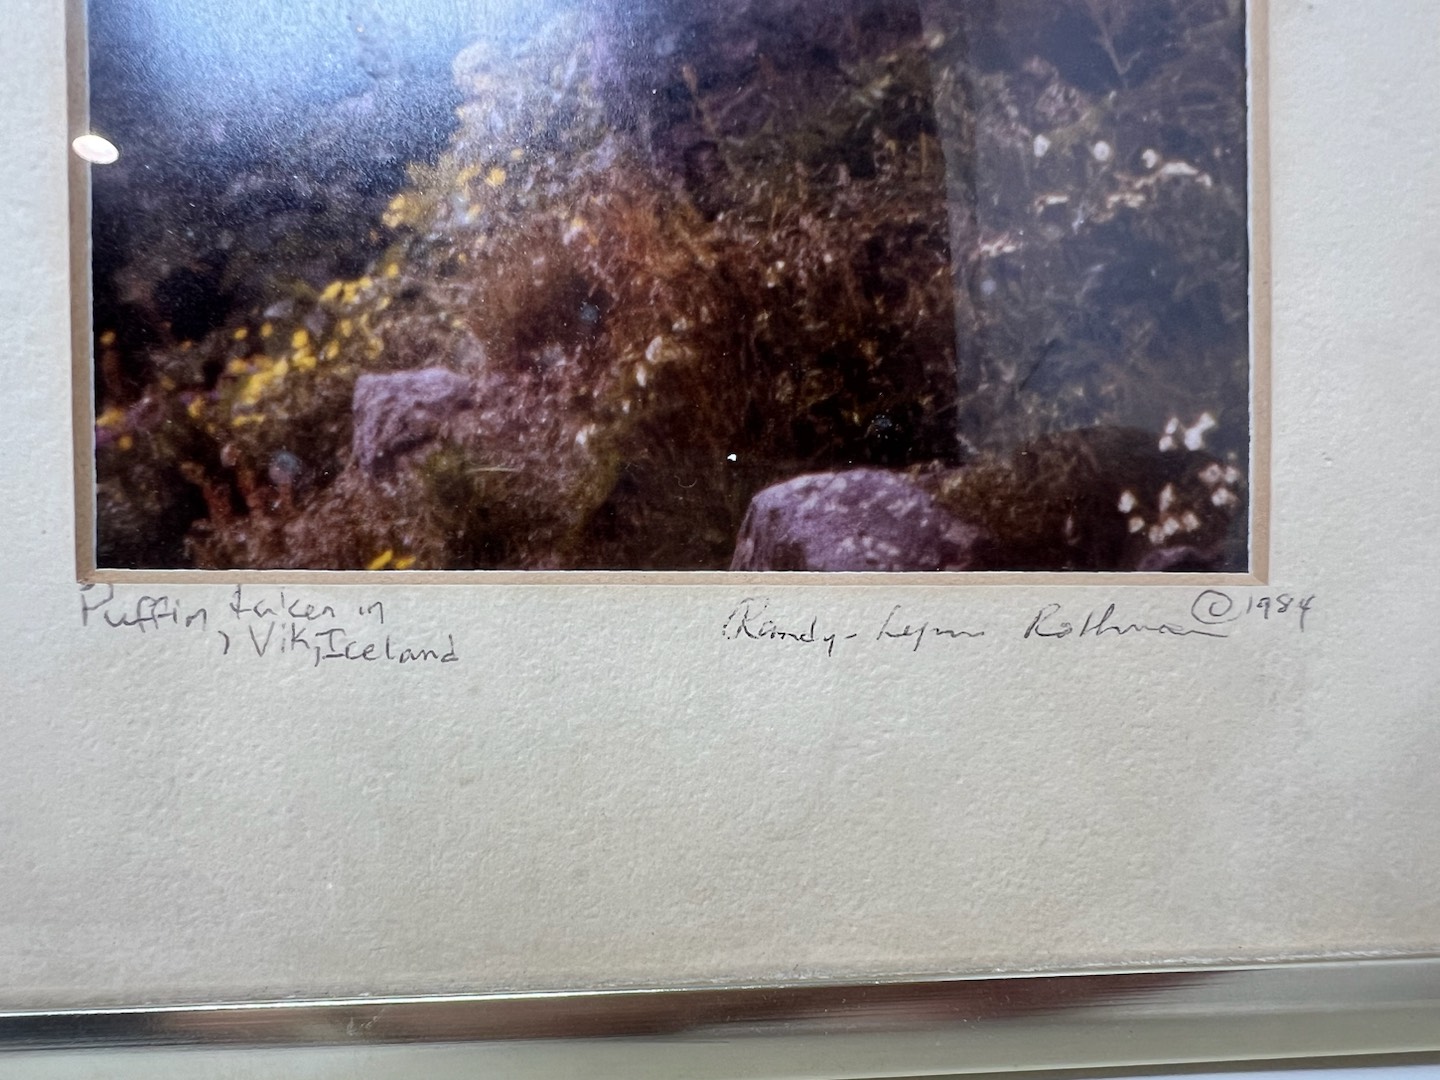 Puffin taken in
, Vik, Iceland
Randy-Lynn Rothman © 1984